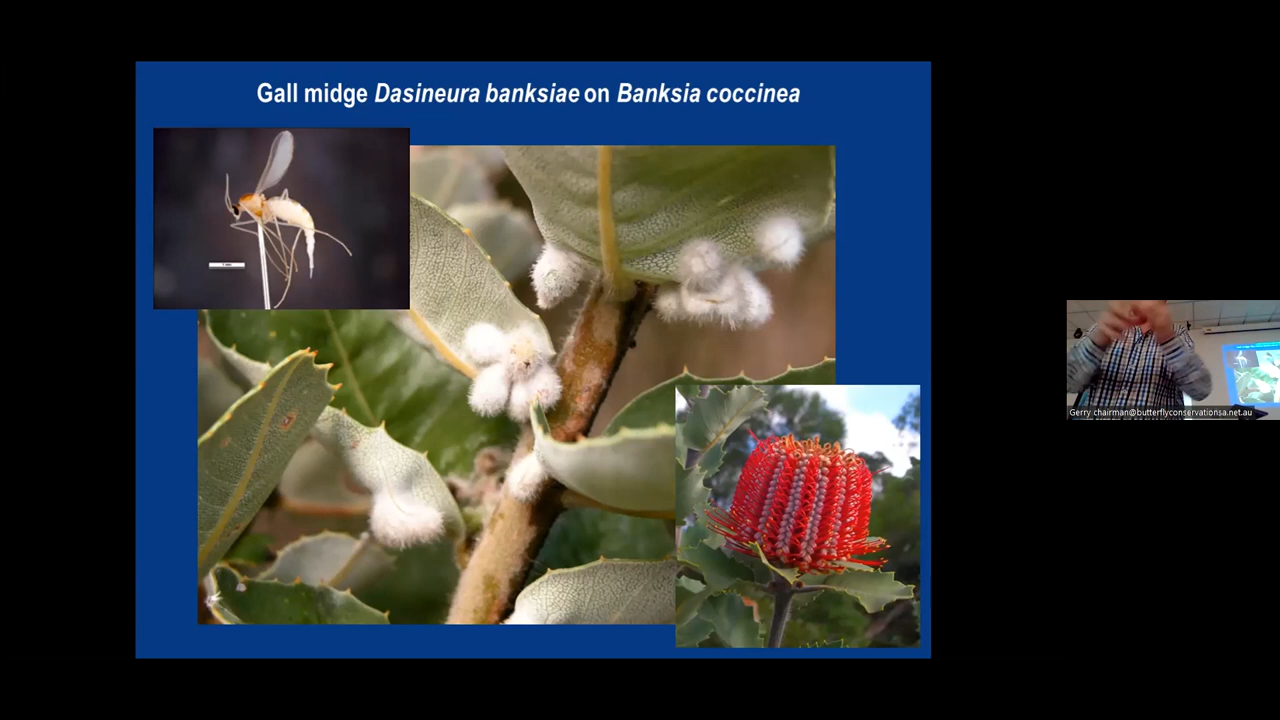 Gall midge Dasineura banksiae on Banksia coccinea
Gerry chairman@butterflyconservationsa.net.au